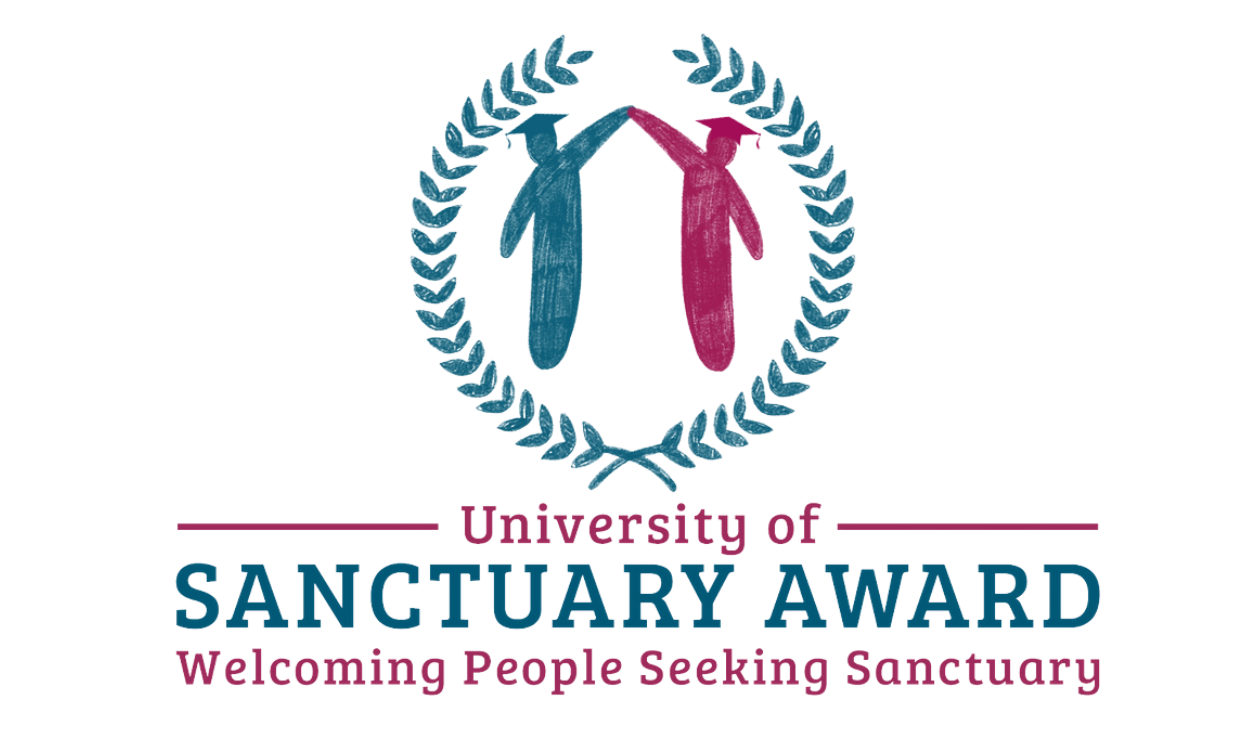 University of
SANCTUARY AWARD
Welcoming People Seeking Sanctuary